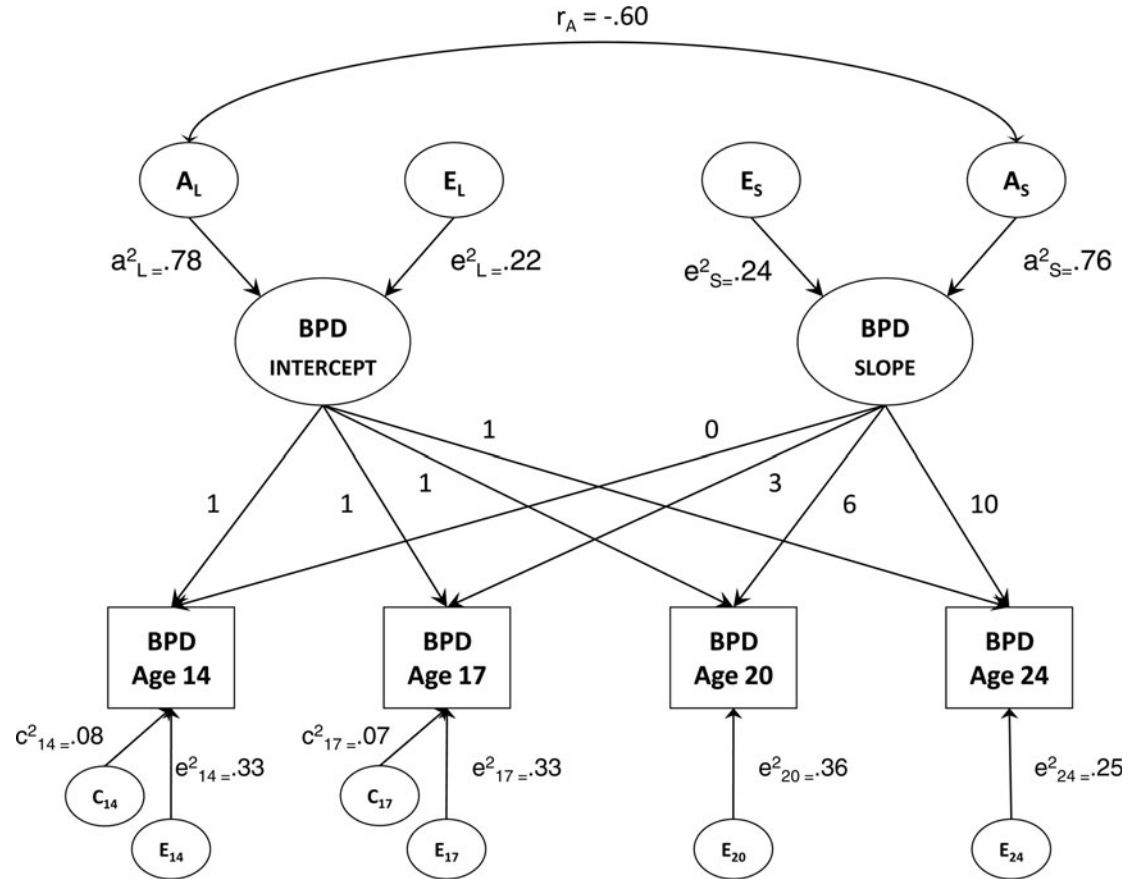 r_A = -.60
A_L
E_L
E_S
A_S
a²_L =.78
e²_L =.22
e²_S=.24
a²_S=.76
BPD
INTERCEPT
BPD
SLOPE
1
0
1
1
1
3
6
10
BPD
Age 14
BPD
Age 17
BPD
Age 20
BPD
Age 24
c²_14 =.08
e²_14 =.33
c²_17 =.07
e²_17 =.33
e²_20 =.36
e²_24 =.25
C_14
C_17
E_14
E_17
E_20
E_24